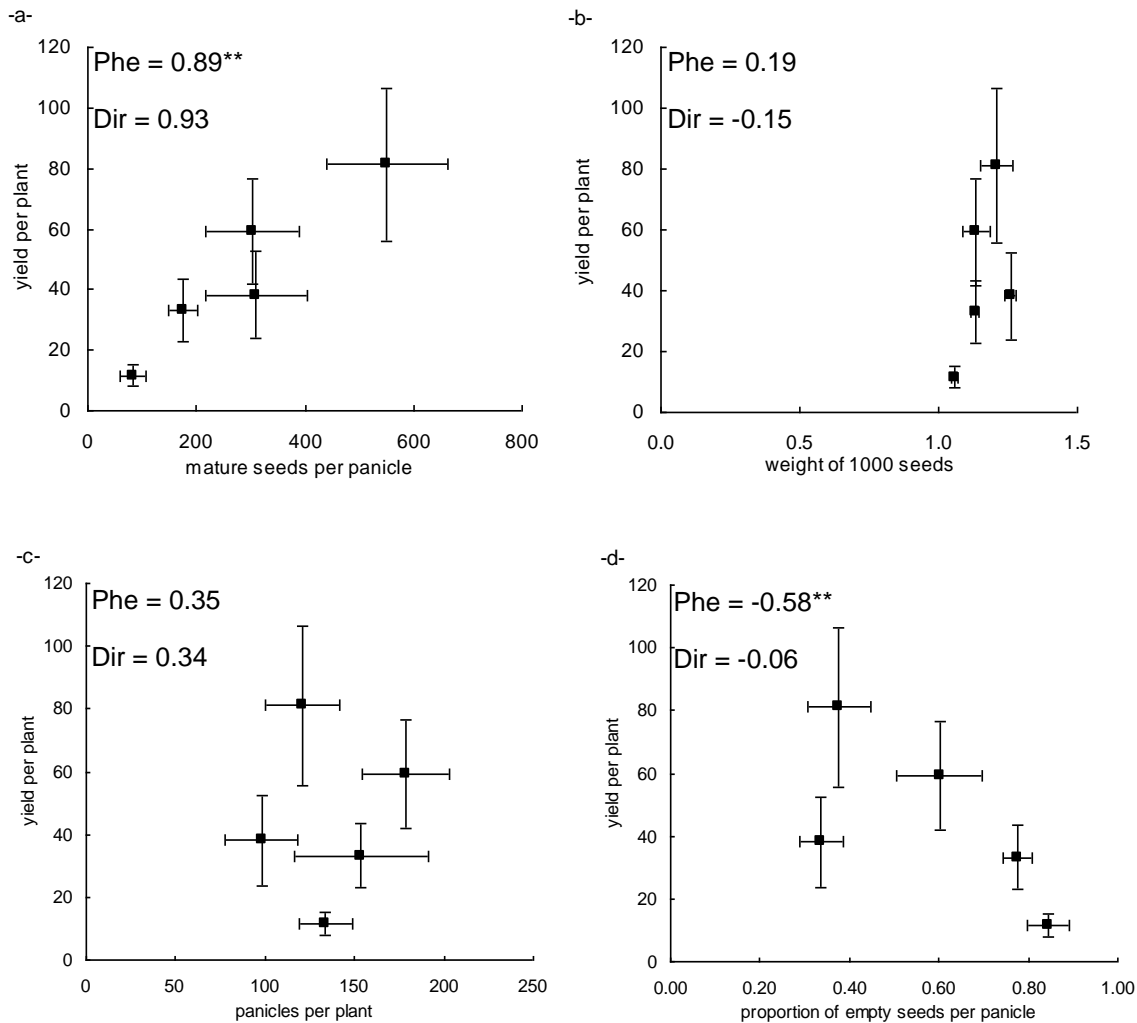 -a-
Phe = 0.89**
Dir = 0.93
yield per plant
120
100
80
60
40
20
0
0 200 400 600 800
mature seeds per panicle
-b-
Phe = 0.19
Dir = -0.15
yield per plant
120
100
80
60
40
20
0
0.0 0.5 1.0 1.5
weight of 1000 seeds
-c-
Phe = 0.35
Dir = 0.34
yield per plant
120
100
80
60
40
20
0
0 50 100 150 200 250
panicles per plant
-d-
Phe = -0.58**
Dir = -0.06
yield per plant
120
100
80
60
40
20
0
0.00 0.20 0.40 0.60 0.80 1.00
proportion of empty seeds per panicle